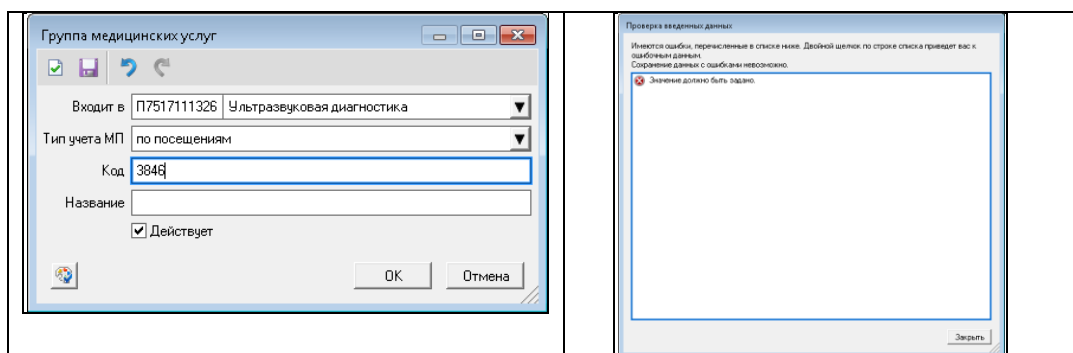 Группа медицинских услуг
Входит в П7517111326 Ультразвуковая диагностика
Тип учета МП по посещениям
Код 3846
Название
Действует
OK Отмена
Проверка введенных данных
Имеются ошибки, перечисленные в списке ниже. Двойной щелчок по строке списка приведет вас к
ошибочным данным.
Сохранение данных с ошибками невозможно.
Значение должно быть задано.
Закрыть